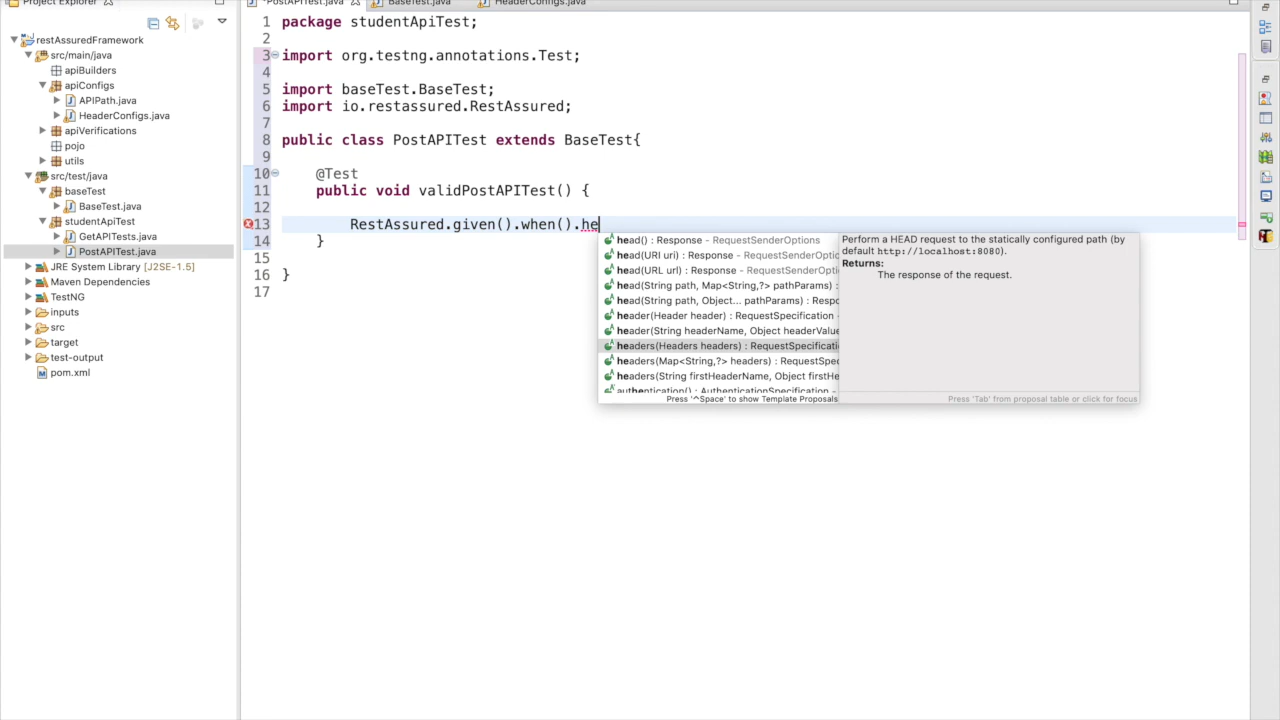 Project Explorer
*PostAPITest.java
BaseTest.java
HeaderConfigs.java
restAssuredFramework
src/main/java
apiBuilders
apiConfigs
APIPath.java
HeaderConfigs.java
apiVerifications
pojo
utils
src/test/java
baseTest
BaseTest.java
studentApiTest
GetAPITests.java
PostAPITest.java
JRE System Library [J2SE-1.5]
Maven Dependencies
TestNG
inputs
src
target
test-output
pom.xml
1 package studentApiTest;
2
3 import org.testng.annotations.Test;
4
5 import baseTest.BaseTest;
6 import io.restassured.RestAssured;
7
8 public class PostAPITest extends BaseTest{
9
10 @Test
11 public void validPostAPITest() {
12
13 RestAssured.given().when().he
14 }
15
16 }
17
head() : Response - RequestSenderOptions
head(URI uri) : Response - RequestSenderOptio
head(URL url) : Response - RequestSenderOptio
head(String path, Map<String,?> pathParams) :
head(String path, Object... pathParams) : Respo
header(Header header) : RequestSpecification -
header(String headerName, Object headerValue
headers(Headers headers) : RequestSpecificatio
headers(Map<String,?> headers) : RequestSpec
headers(String firstHeaderName, Object firstHe
authentication() : AuthenticationSpecification -
Press '^Space' to show Template Proposals
Perform a HEAD request to the statically configured path (by
default http://localhost:8080).
Returns:
The response of the request.
Press 'Tab' from proposal table or click for focus